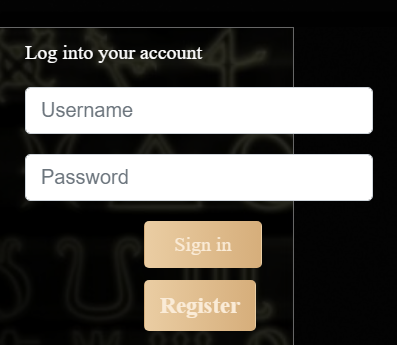 Log into your account
Username
Password
Sign in
Register